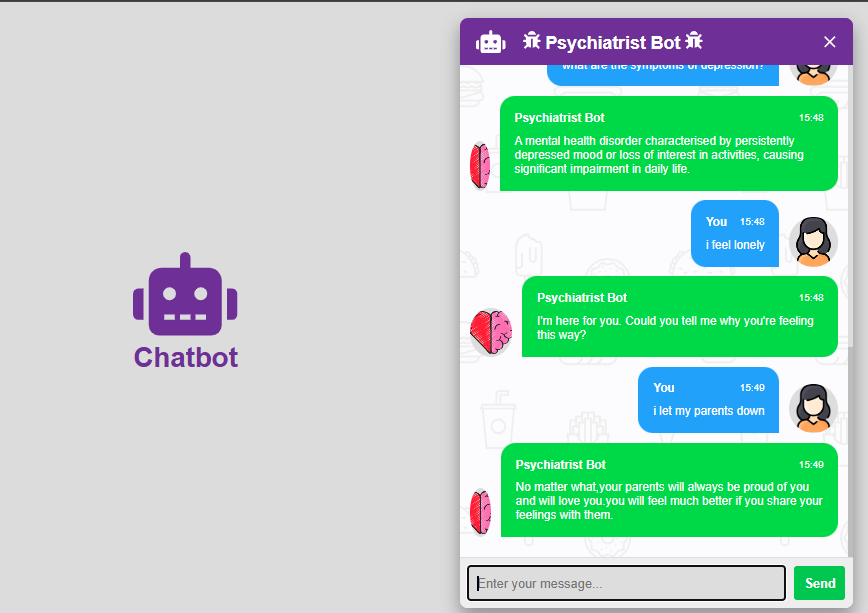 Psychiatrist Bot
what are the symptoms of depression?
Psychiatrist Bot 15:48
A mental health disorder characterised by persistently
depressed mood or loss of interest in activities, causing
significant impairment in daily life.
You 15:48
i feel lonely
Psychiatrist Bot 15:48
I'm here for you. Could you tell me why you're feeling
this way?
You 15:49
i let my parents down
Psychiatrist Bot 15:49
No matter what,your parents will always be proud of you
and will love you.you will feel much better if you share your
feelings with them.
Enter your message...
Send
Chatbot